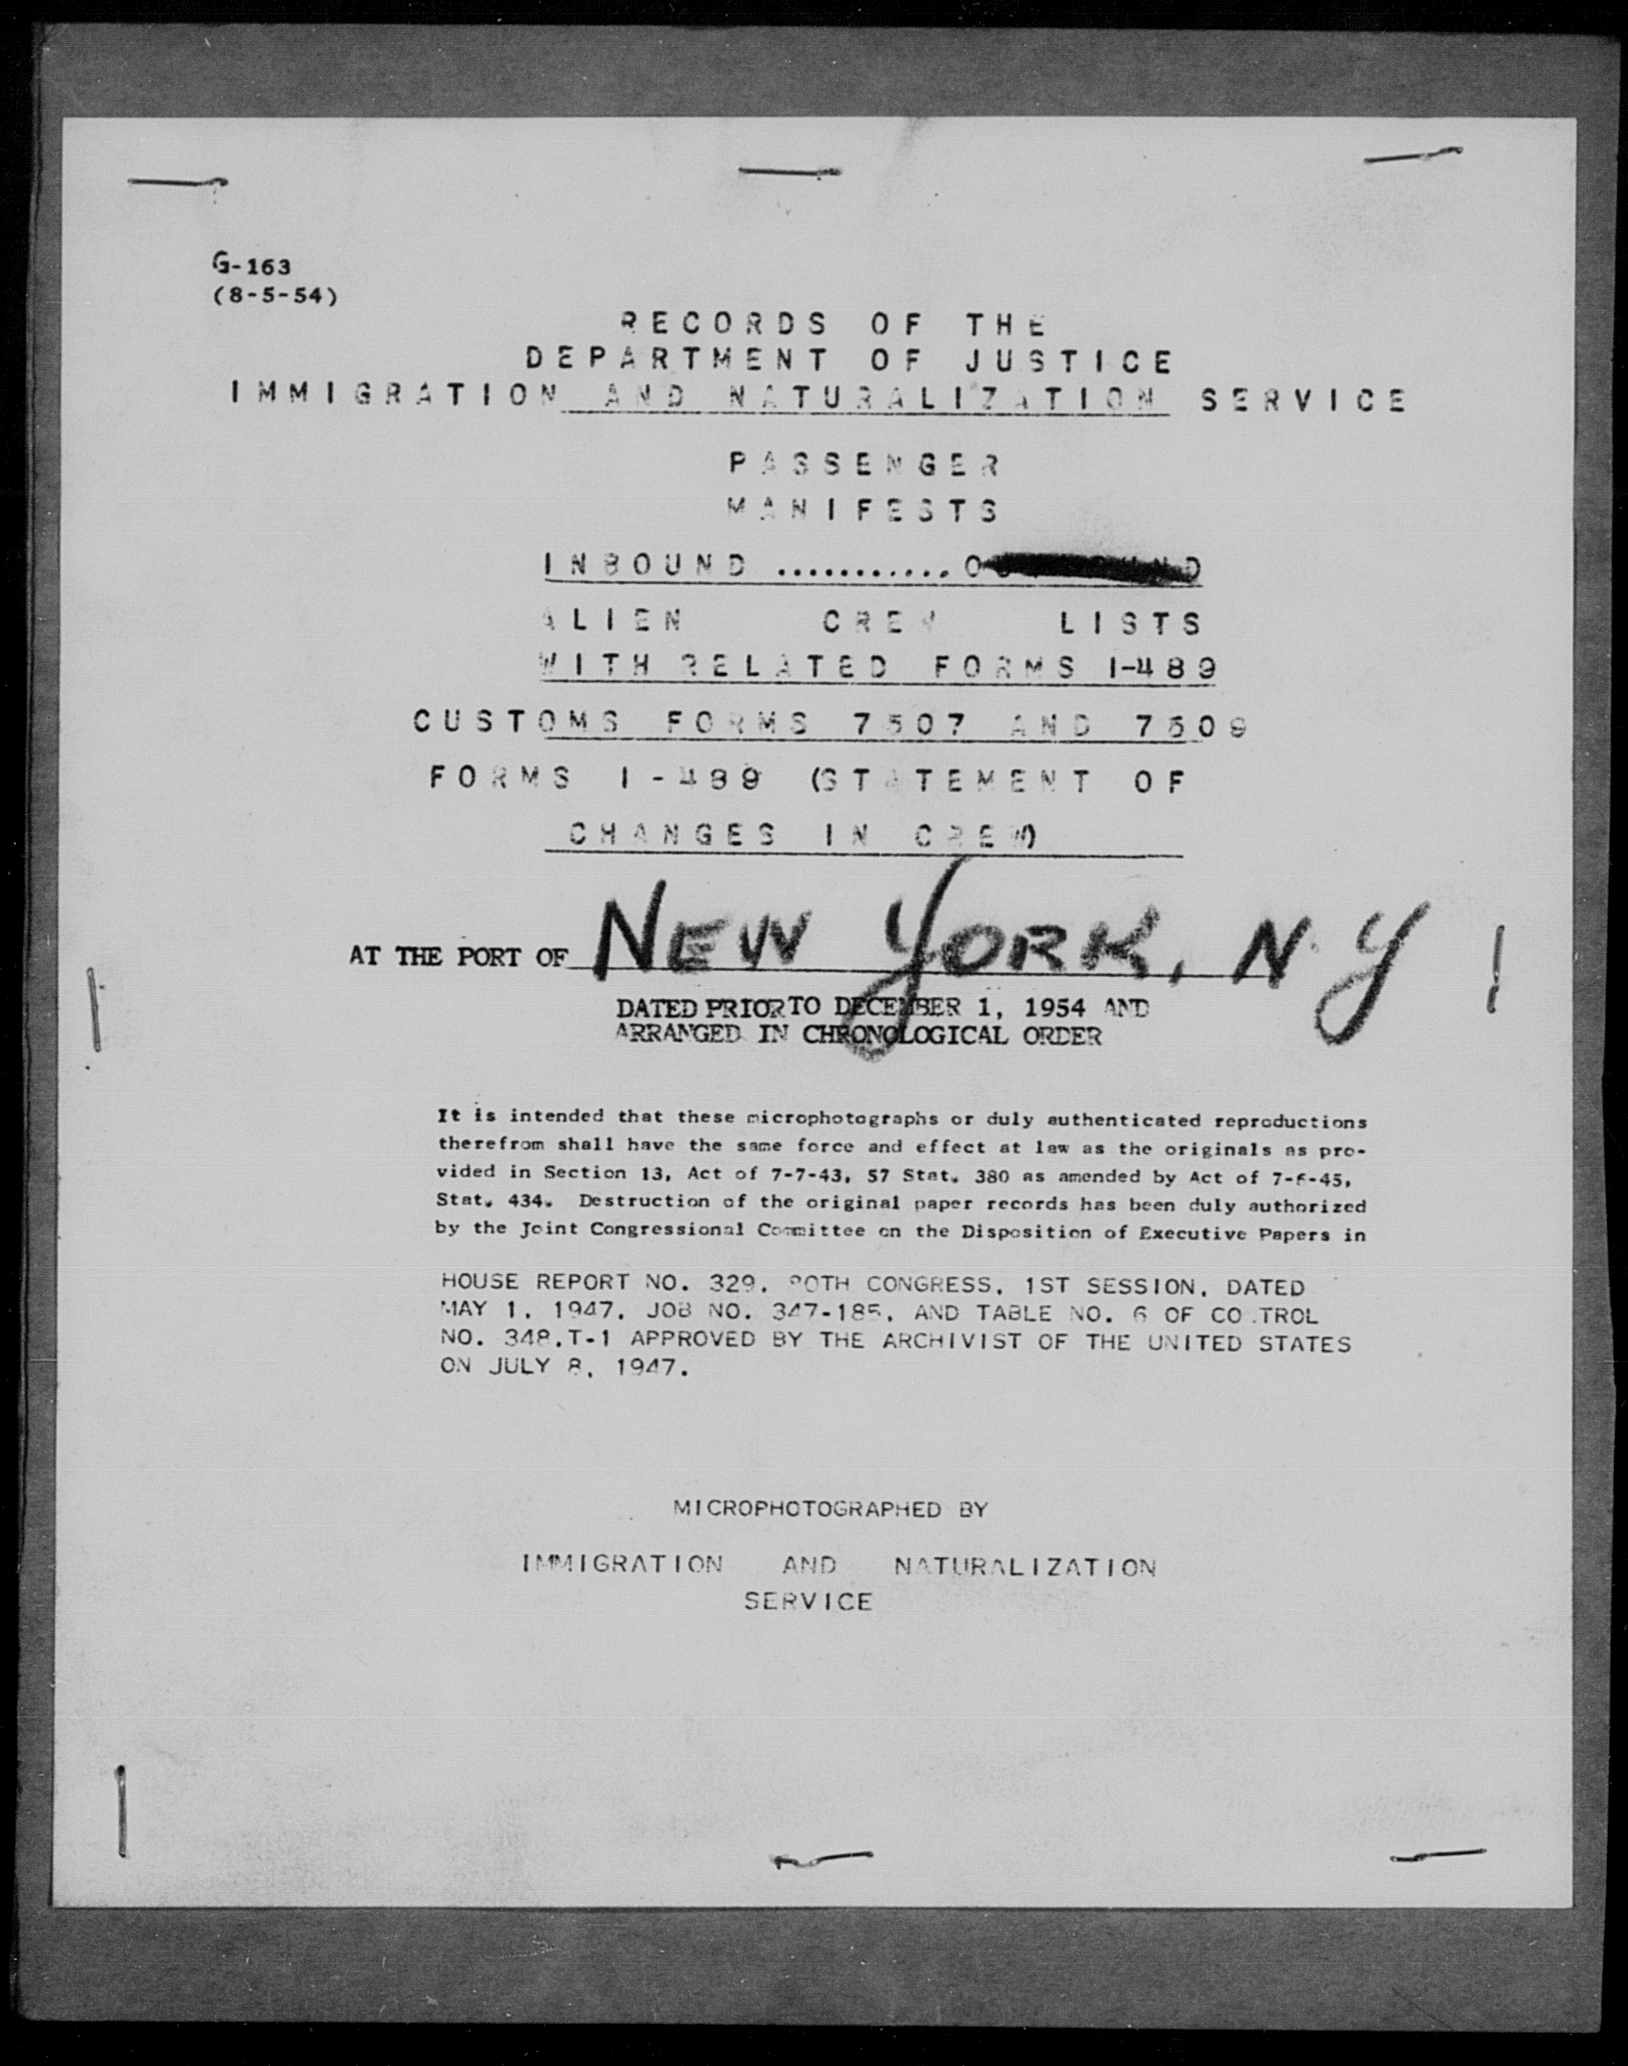 G-163
(8-5-54)
RECORDS OF THE
DEPARTMENT OF JUSTICE
IMMIGRATION AND NATURALIZATION SERVICE
PASSENGER
MANIFESTS
INBOUND ........... OUTBOUND
ALIEN CREW LISTS
WITH RELATED FORMS I-489
CUSTOMS FORMS 7507 AND 7509
FORMS I-489 (STATEMENT OF
CHANGES IN CREW)
AT THE PORT OF NEW YORK, N.Y
DATED PRIOR TO DECEMBER 1, 1954 AND
ARRANGED IN CHRONOLOGICAL ORDER
It is intended that these microphotographs or duly authenticated reproductions
therefrom shall have the same force and effect at law as the originals as pro-
vided in Section 13, Act of 7-7-43, 57 Stat. 380 as amended by Act of 7-6-45,
Stat. 434. Destruction of the original paper records has been duly authorized
by the Joint Congressional Committee on the Disposition of Executive Papers in
HOUSE REPORT NO. 329, 80TH CONGRESS, 1ST SESSION, DATED
MAY 1, 1947, JOB NO. 347-185, AND TABLE NO. 6 OF CO TROL
NO. 348,T-1 APPROVED BY THE ARCHIVIST OF THE UNITED STATES
ON JULY 8, 1947.
MICROPHOTOGRAPHED BY
IMMIGRATION AND NATURALIZATION
SERVICE